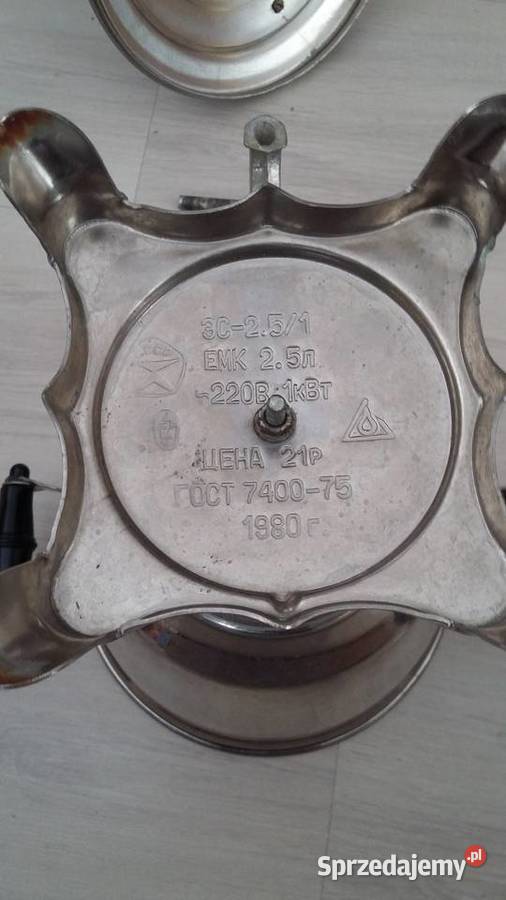 ЭС-2.5/1
ЕМК 2.5л
~220В 1кВт
ЦЕНА 21р
ГОСТ 7400-75
1980 г.
Sprzedajemy.pl